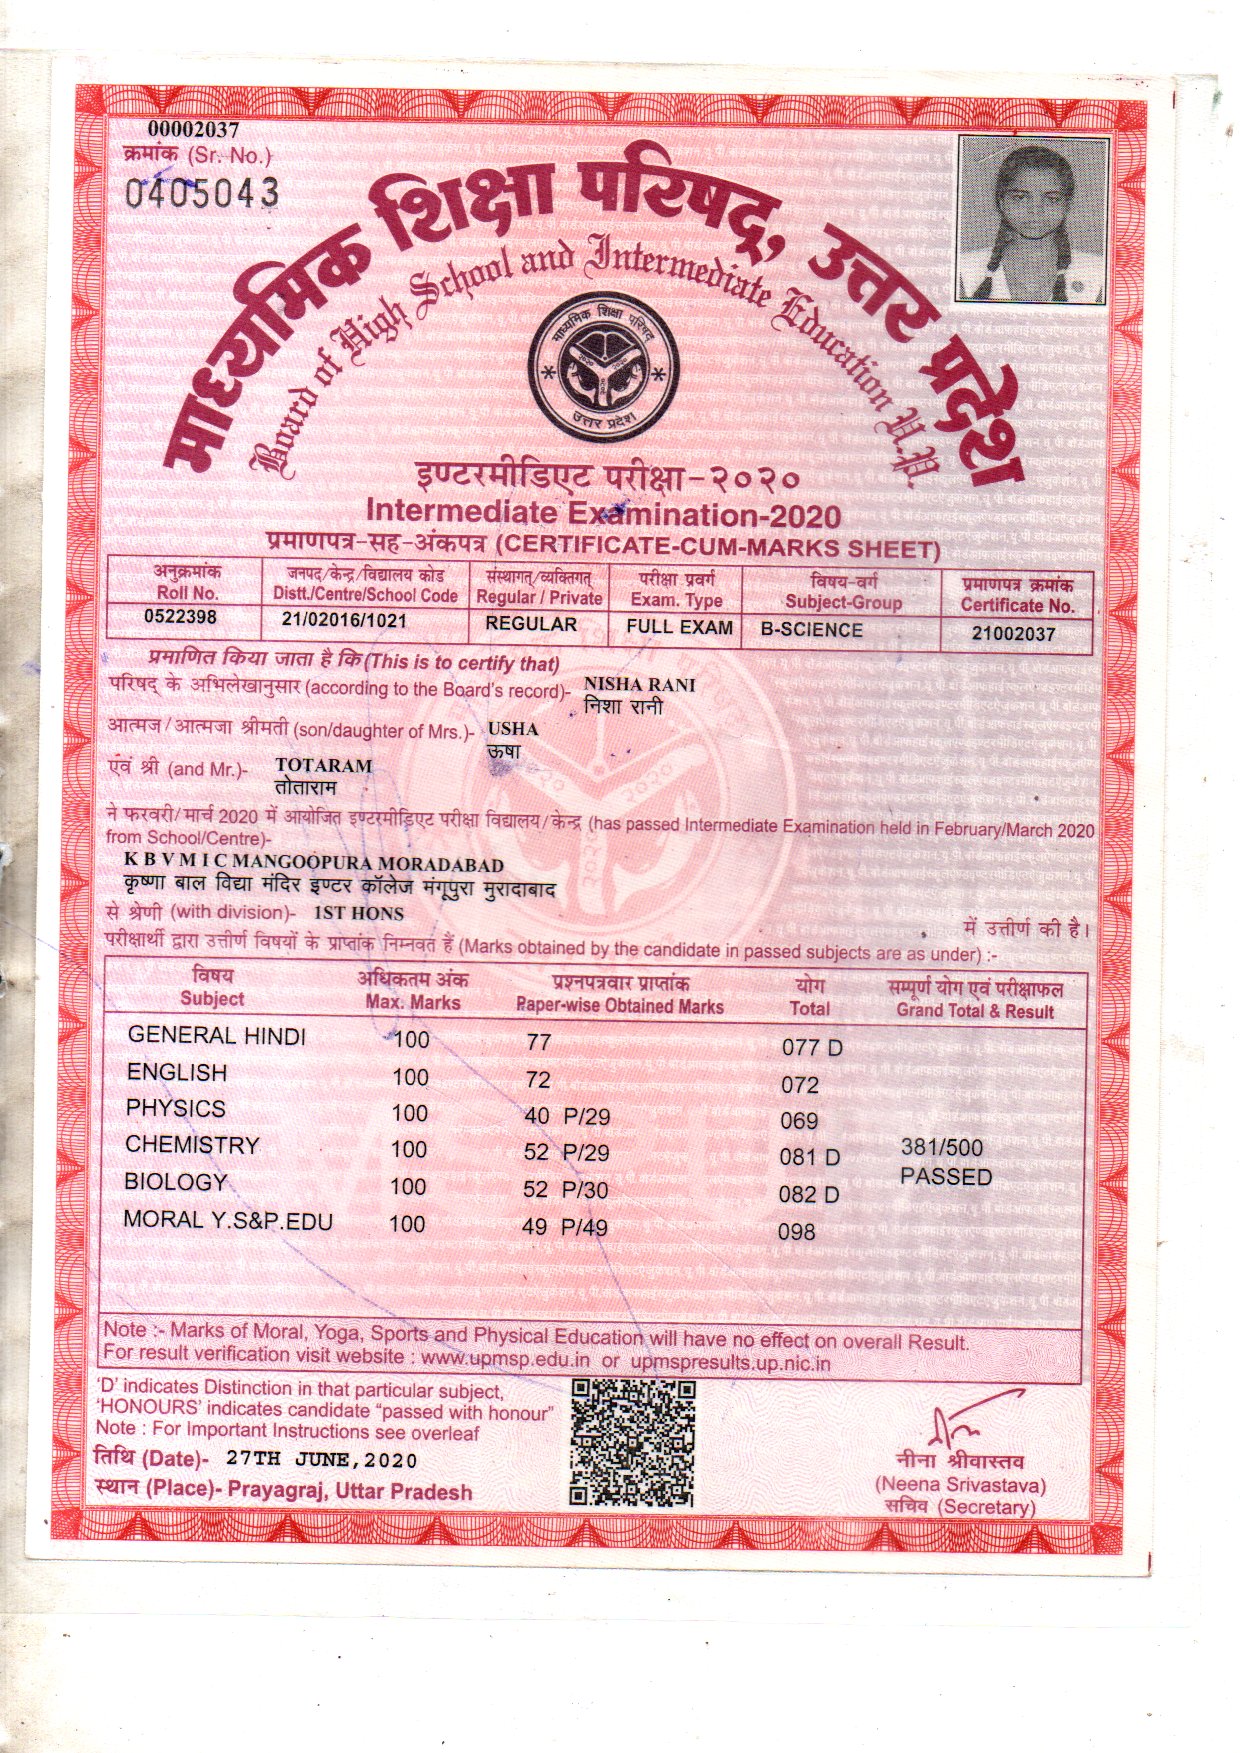 00002037
क्रमांक (Sr. No.)
0405043
माध्यमिक शिक्षा परिषद्, उत्तर प्रदेश
Board of High School and Intermediate Education U.P.
माध्यमिक शिक्षा परिषद्
उत्तर प्रदेश
इण्टरमीडिएट परीक्षा-२०२०
Intermediate Examination-2020
प्रमाणपत्र-सह-अंकपत्र (CERTIFICATE-CUM-MARKS SHEET)
अनुक्रमांक जनपद/केन्द्र/विद्यालय कोड संस्थागत्/व्यक्तिगत् परीक्षा प्रवर्ग विषय-वर्ग प्रमाणपत्र क्रमांक
Roll No. Distt./Centre/School Code Regular / Private Exam. Type Subject-Group Certificate No.
0522398 21/02016/1021 REGULAR FULL EXAM B-SCIENCE 21002037
प्रमाणित किया जाता है कि (This is to certify that)
परिषद् के अभिलेखानुसार (according to the Board's record)- NISHA RANI
निशा रानी
आत्मज/आत्मजा श्रीमती (son/daughter of Mrs.)- USHA
ऊषा
एवं श्री (and Mr.)- TOTARAM
तोताराम
ने फरवरी/मार्च 2020 में आयोजित इण्टरमीडिएट परीक्षा विद्यालय/केन्द्र (has passed Intermediate Examination held in February/March 2020
from School/Centre)-
K B V M I C MANGOOPURA MORADABAD
कृष्णा बाल विद्या मंदिर इण्टर कॉलेज मंगूपुरा मुरादाबाद
से श्रेणी (with division)- 1ST HONS में उत्तीर्ण की है।
परीक्षार्थी द्वारा उत्तीर्ण विषयों के प्राप्तांक निम्नवत हैं (Marks obtained by the candidate in passed subjects are as under) :-
विषय अधिकतम अंक प्रश्नपत्रवार प्राप्तांक योग सम्पूर्ण योग एवं परीक्षाफल
Subject Max. Marks Paper-wise Obtained Marks Total Grand Total & Result
GENERAL HINDI 100 77 077 D
ENGLISH 100 72 072
PHYSICS 100 40 P/29 069
CHEMISTRY 100 52 P/29 081 D 381/500
PASSED
BIOLOGY 100 52 P/30 082 D
MORAL Y.S&P.EDU 100 49 P/49 098
Note :- Marks of Moral, Yoga, Sports and Physical Education will have no effect on overall Result.
For result verification visit website : www.upmsp.edu.in or upmspresults.up.nic.in
'D' indicates Distinction in that particular subject,
'HONOURS' indicates candidate "passed with honour"
Note : For Important Instructions see overleaf
तिथि (Date)- 27TH JUNE,2020
स्थान (Place)- Prayagraj, Uttar Pradesh
नीना श्रीवास्तव
(Neena Srivastava)
सचिव (Secretary)